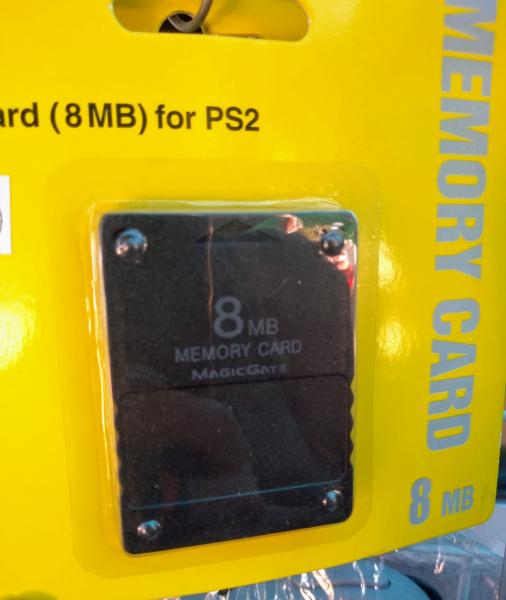 ard (8MB) for PS2
MEMORY CARD
8 MB
8 MB
MEMORY CARD
MAGICGATE